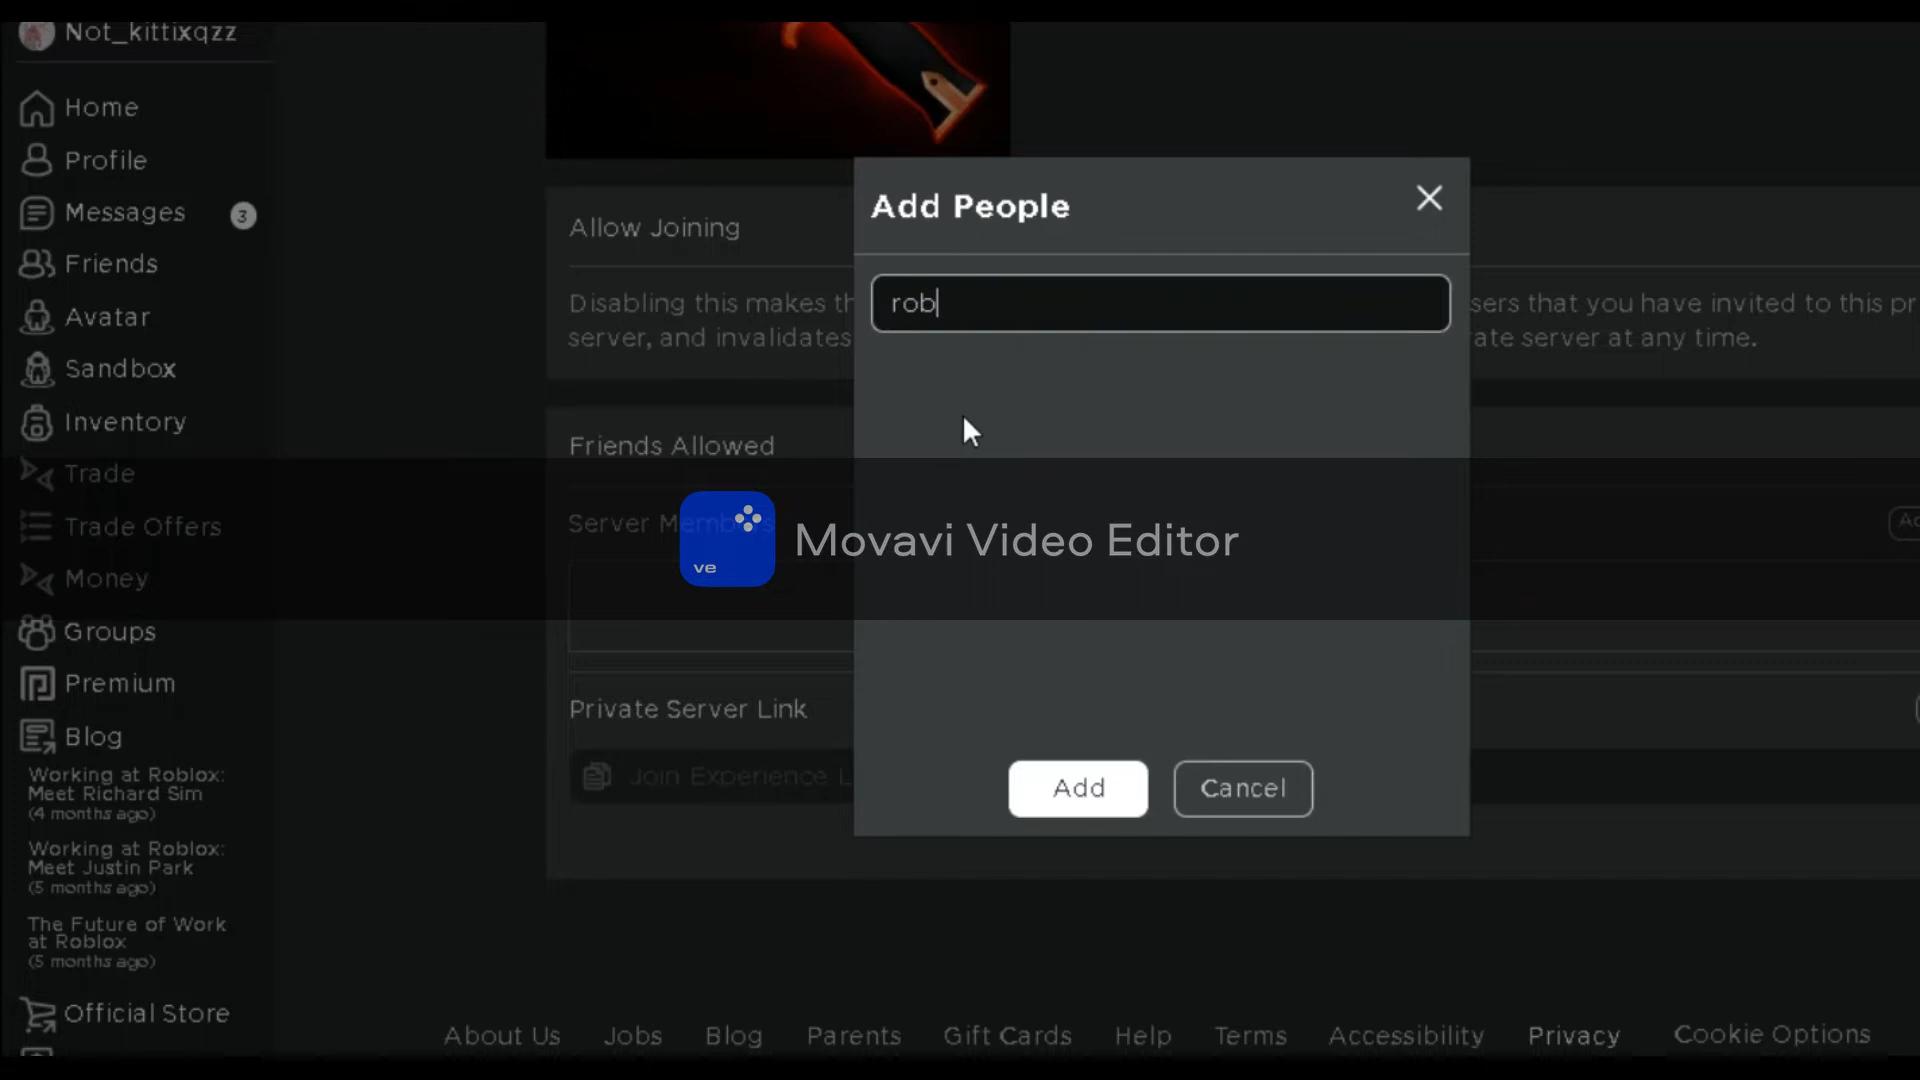 Not_kittixqzz
Home
Profile
Messages 3
Friends
Avatar
Sandbox
Inventory
Trade
Trade Offers
Money
Groups
Premium
Blog
Working at Roblox:
Meet Richard Sim
(4 months ago)
Working at Roblox:
Meet Justin Park
(5 months ago)
The Future of Work
at Roblox
(5 months ago)
Official Store
Allow Joining
Disabling this makes
server, and invalidates
sers that you have invited to this pr
ate server at any time.
Friends Allowed
Server
Private Server Link
Join Experience L
Add People
rob
Add
Cancel
ve
Movavi Video Editor
About Us Jobs Blog Parents Gift Cards Help Terms Accessibility Privacy Cookie Options